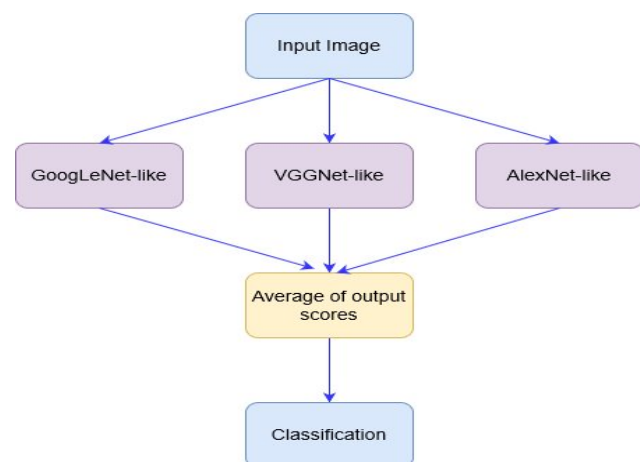 Input Image
GoogLeNet-like
VGGNet-like
AlexNet-like
Average of output
scores
Classification